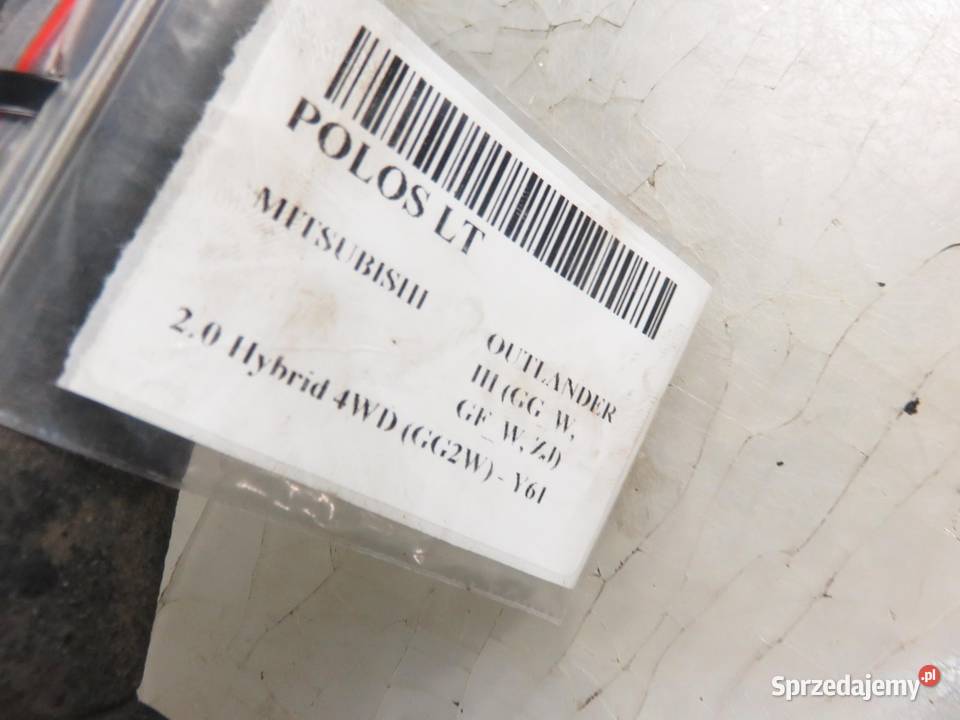 POLOS LT
MITSUBISHI
OUTLANDER
III (GG_W,
GF_W, ZJ)
2.0 Hybrid 4WD (GG2W) - Y61
Sprzedajemy.pl